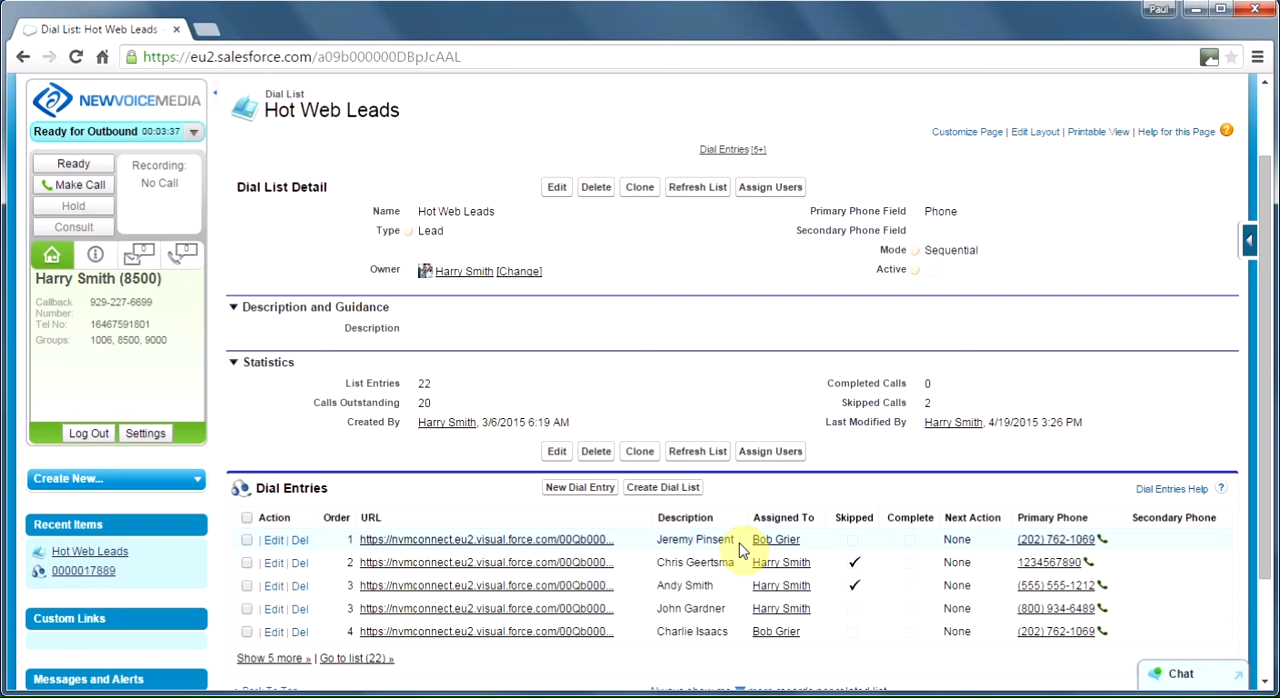 Paul
Dial List: Hot Web Leads
https://eu2.salesforce.com/a09b000000DBpJcAAL
NEWVOICEMEDIA
Ready for Outbound 00:03:37
Ready
Make Call
Hold
Consult
Recording:
No Call
0
0
Harry Smith (8500)
Callback Number: 929-227-6699
Tel No: 16467591801
Groups: 1006, 8500, 9000
Log Out Settings
Create New...
Recent Items
Hot Web Leads
0000017889
Custom Links
Messages and Alerts
Dial List
Hot Web Leads
Customize Page | Edit Layout | Printable View | Help for this Page ?
Dial Entries [5+]
Dial List Detail Edit Delete Clone Refresh List Assign Users
Name Hot Web Leads Primary Phone Field Phone
Type Lead Secondary Phone Field
Mode Sequential
Owner Harry Smith [Change] Active
Description and Guidance
Description
Statistics
List Entries 22 Completed Calls 0
Calls Outstanding 20 Skipped Calls 2
Created By Harry Smith, 3/6/2015 6:19 AM Last Modified By Harry Smith, 4/19/2015 3:26 PM
Edit Delete Clone Refresh List Assign Users
Dial Entries New Dial Entry Create Dial List Dial Entries Help ?
Action Order URL Description Assigned To Skipped Complete Next Action Primary Phone Secondary Phone
| Edit | Del 1 https://nvmconnect.eu2.visual.force.com/00Qb000... Jeremy Pinsent Bob Grier None (202) 762-1069
| Edit | Del 2 https://nvmconnect.eu2.visual.force.com/00Qb000... Chris Geertsma Harry Smith ✓ None 1234567890
| Edit | Del 3 https://nvmconnect.eu2.visual.force.com/00Qb000... Andy Smith Harry Smith ✓ None (555) 555-1212
| Edit | Del 3 https://nvmconnect.eu2.visual.force.com/00Qb000... John Gardner Harry Smith None (800) 934-6489
| Edit | Del 4 https://nvmconnect.eu2.visual.force.com/00Qb000... Charlie Isaacs Bob Grier None (202) 762-1069
Show 5 more » | Go to list (22) »
Chat